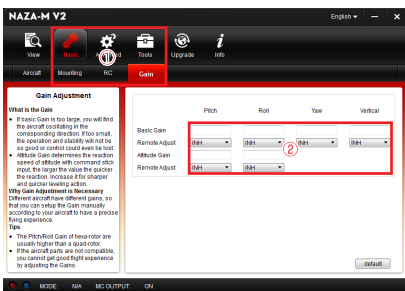 NAZA-M V2
English
View
Basic
Tools
Upgrade
Info
①
Aircraft
Mounting
RC
Gain
Gain Adjustment
What is the Gain
If basic Gain is too large, you will find
the aircraft oscillating in the
corresponding direction. If too small,
the operation and stability will not be
so good or control could even be lost.
Attitude Gain determines the reaction
speed of attitude with command stick
input, the larger the value the quicker
the reaction. Increase it for sharper
and quicker leveling action.
Why Gain Adjustment is Necessary
Different aircraft have different gains, so
that you can setup the Gain manually
according to your aircraft to have a precise
flying experience.
Tips
The Pitch/Roll Gain of hexa-rotor are
usually higher than a quad-rotor.
If the aircraft parts are not compatible,
you cannot get good flight experience
by adjusting the Gains.
Pitch Roll Yaw Vertical
Basic Gain
Remote Adjust INH INH INH INH
②
Attitude Gain
Remote Adjust INH INH
default
MODE: N/A MC OUTPUT: ON